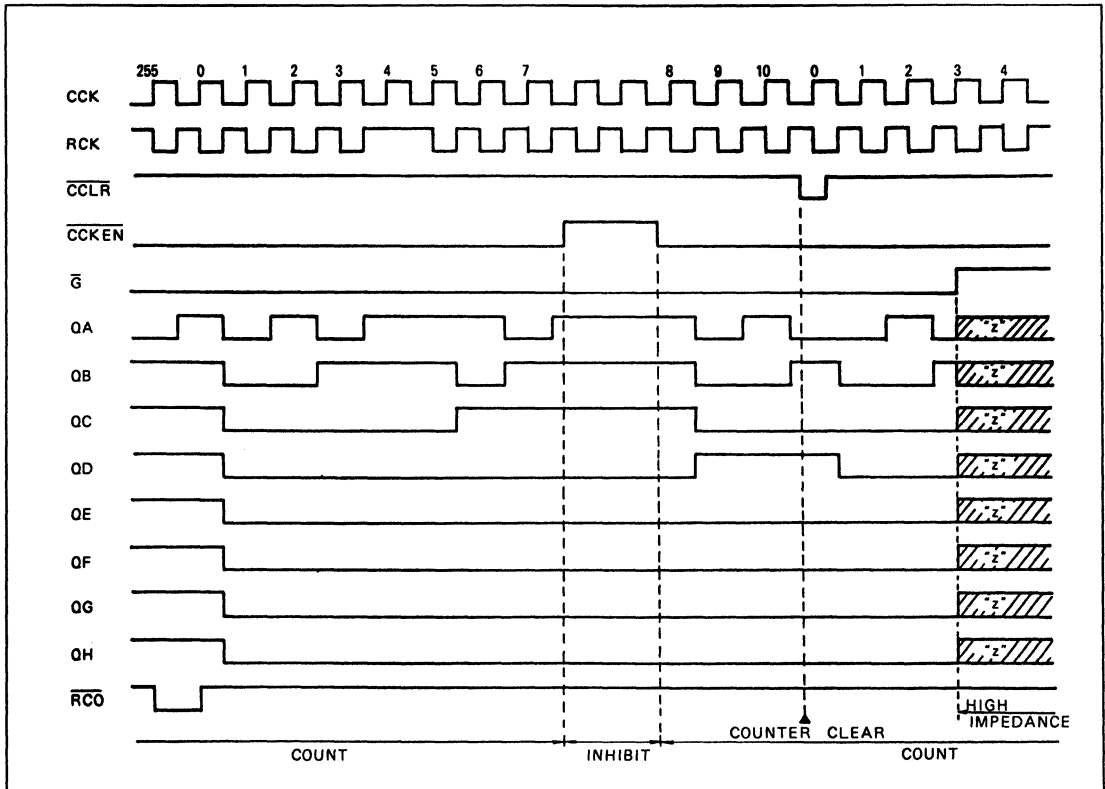 255 0 1 2 3 4 5 6 7 8 9 10 0 1 2 3 4
CCK
RCK
CCLR
CCKEN
G
QA "Z"
QB "Z"
QC "Z"
QD "Z"
QE "Z"
QF "Z"
QG "Z"
QH "Z"
RCO
HIGH
IMPEDANCE
COUNTER CLEAR
COUNT INHIBIT COUNT